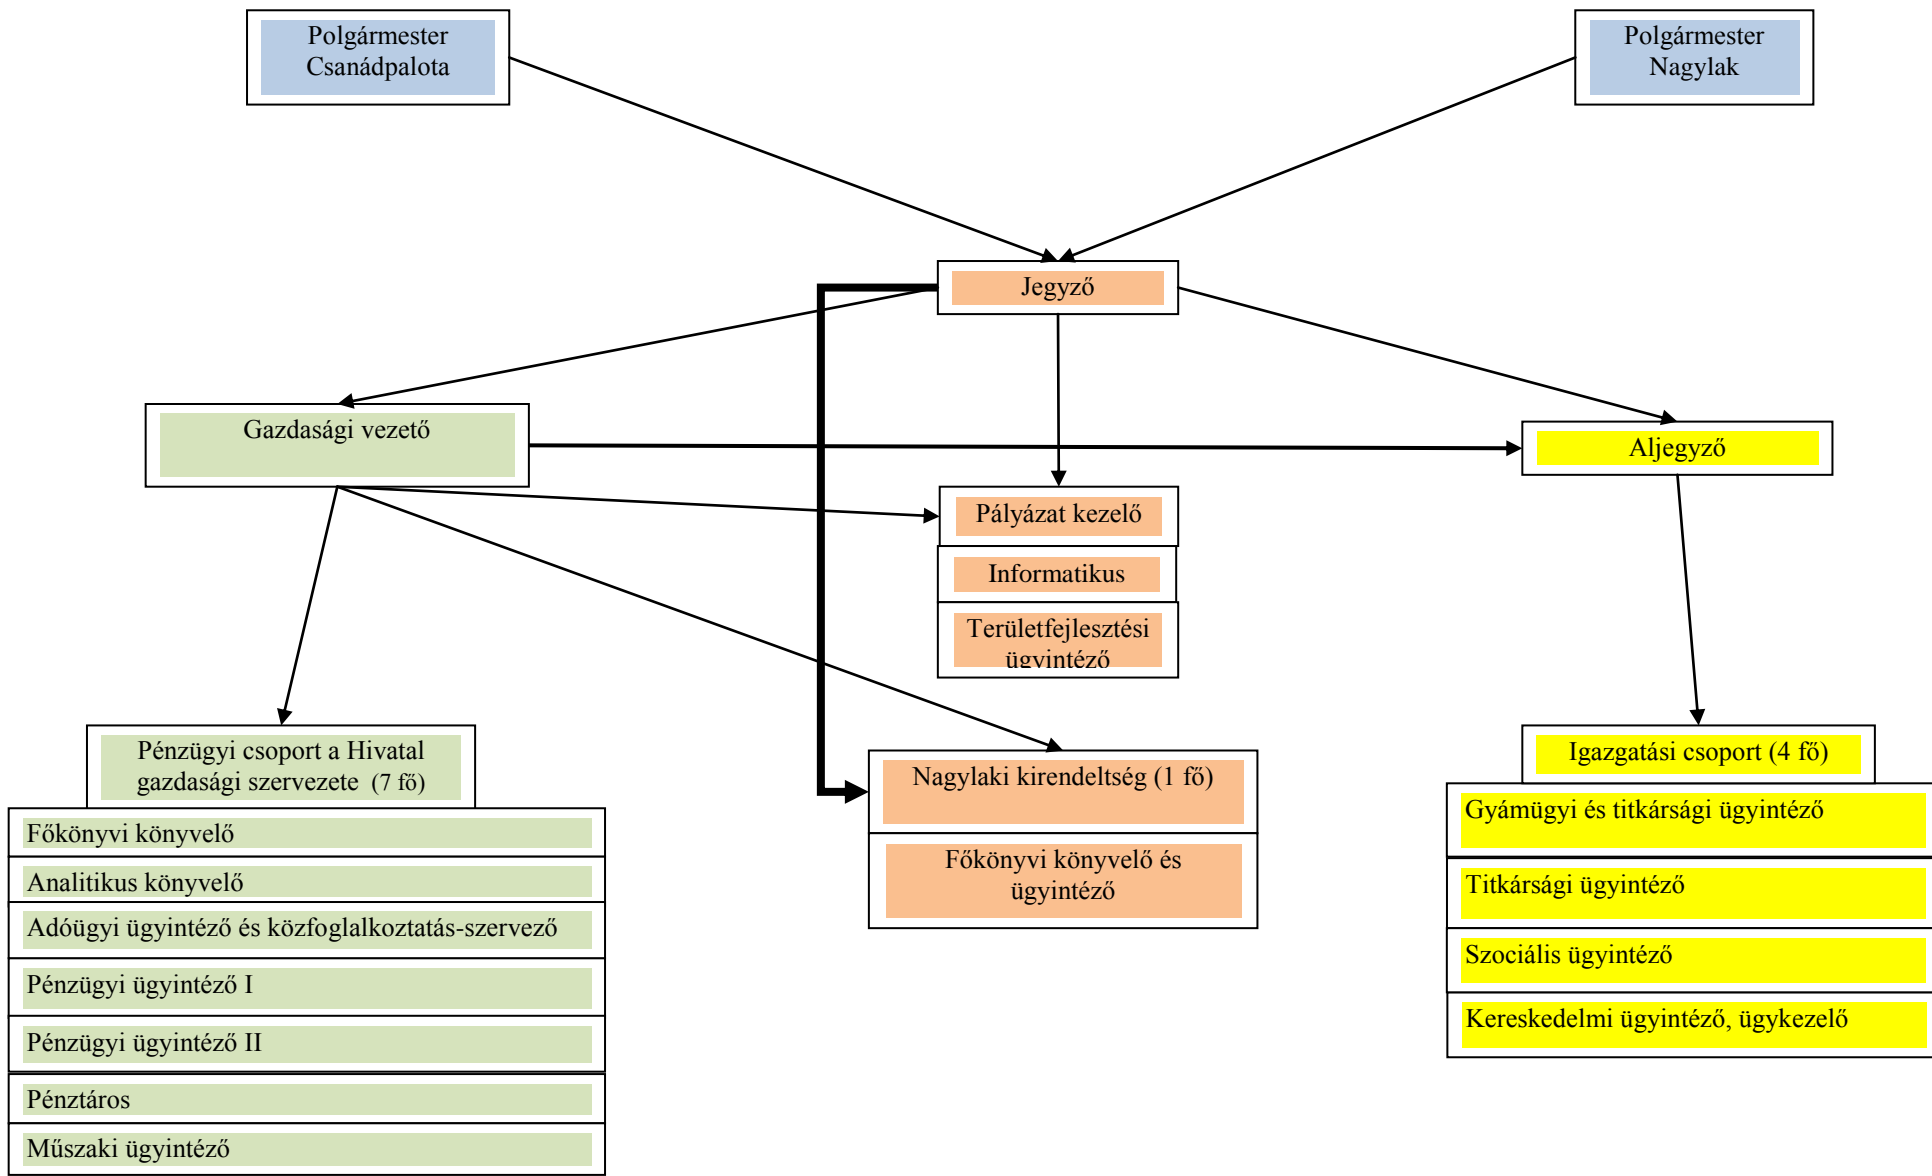 Polgármester
Csanádpalota
Polgármester
Nagylak
Jegyző
Gazdasági vezető
Aljegyző
Pályázat kezelő
Informatikus
Területfejlesztési
ügyintéző
Pénzügyi csoport a Hivatal
gazdasági szervezete (7 fő)
Főkönyvi könyvelő
Analitikus könyvelő
Adóügyi ügyintéző és közfoglalkoztatás-szervező
Pénzügyi ügyintéző I
Pénzügyi ügyintéző II
Pénztáros
Műszaki ügyintéző
Nagylaki kirendeltség (1 fő)
Főkönyvi könyvelő és
ügyintéző
Igazgatási csoport (4 fő)
Gyámügyi és titkársági ügyintéző
Titkársági ügyintéző
Szociális ügyintéző
Kereskedelmi ügyintéző, ügykezelő